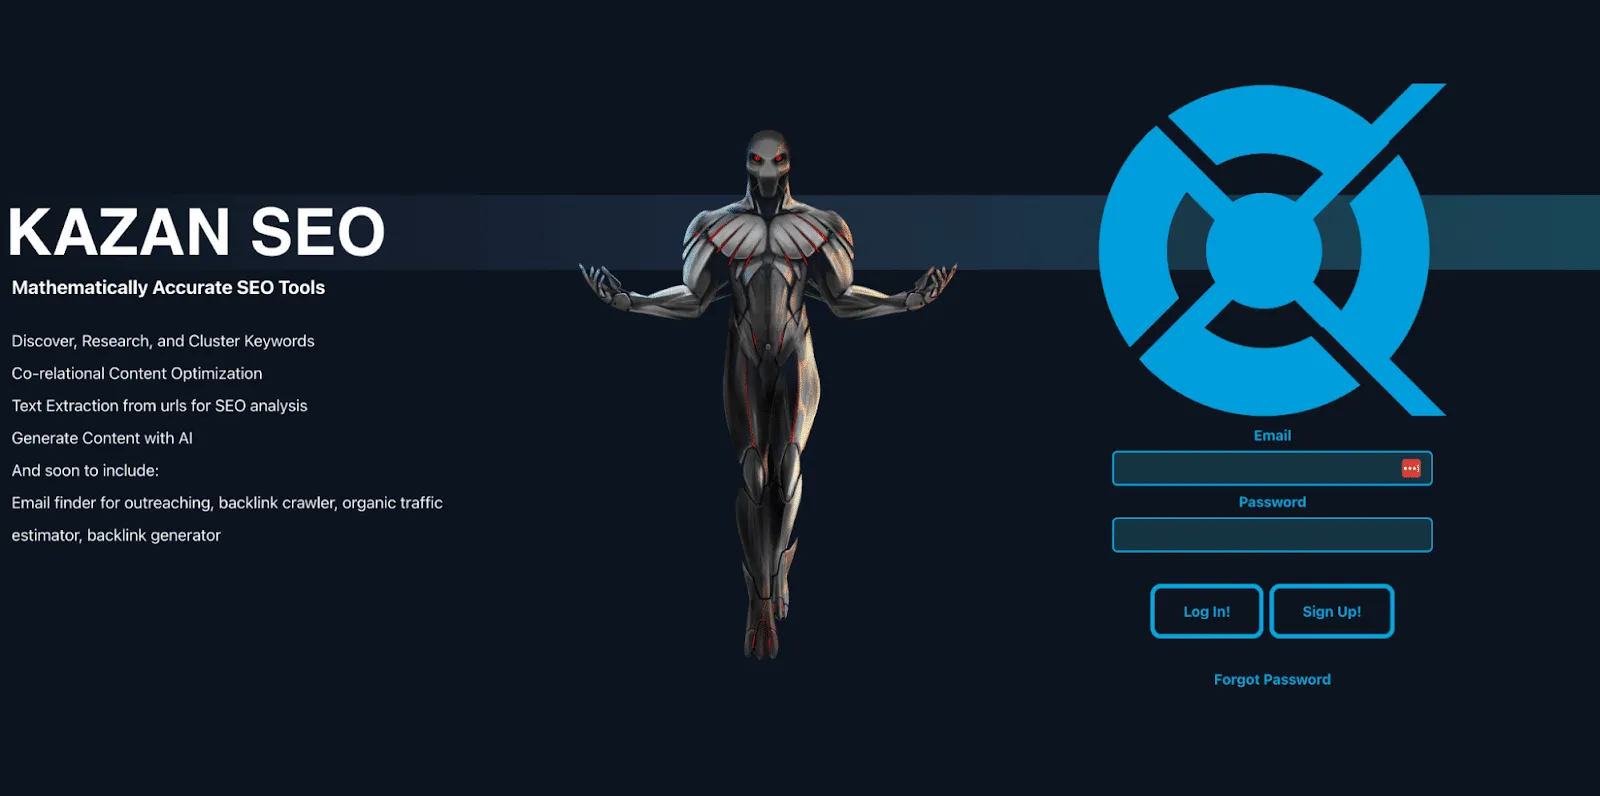 KAZAN SEO
Mathematically Accurate SEO Tools
Discover, Research, and Cluster Keywords
Co-relational Content Optimization
Text Extraction from urls for SEO analysis
Generate Content with AI
And soon to include:
Email finder for outreaching, backlink crawler, organic traffic
estimator, backlink generator
Email
Password
Log In!
Sign Up!
Forgot Password